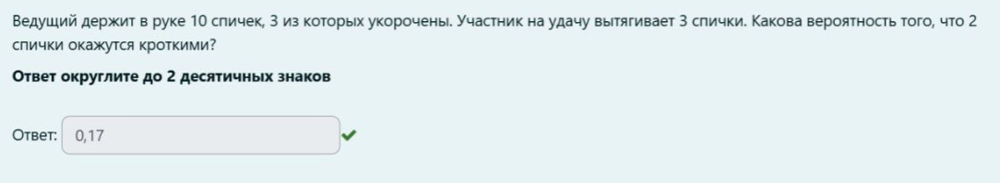 Ведущий держит в руке 10 спичек, 3 из которых укорочены. Участник на удачу вытягивает 3 спички. Какова вероятность того, что 2
спички окажутся кроткими?
Ответ округлите до 2 десятичных знаков
Ответ: 0,17